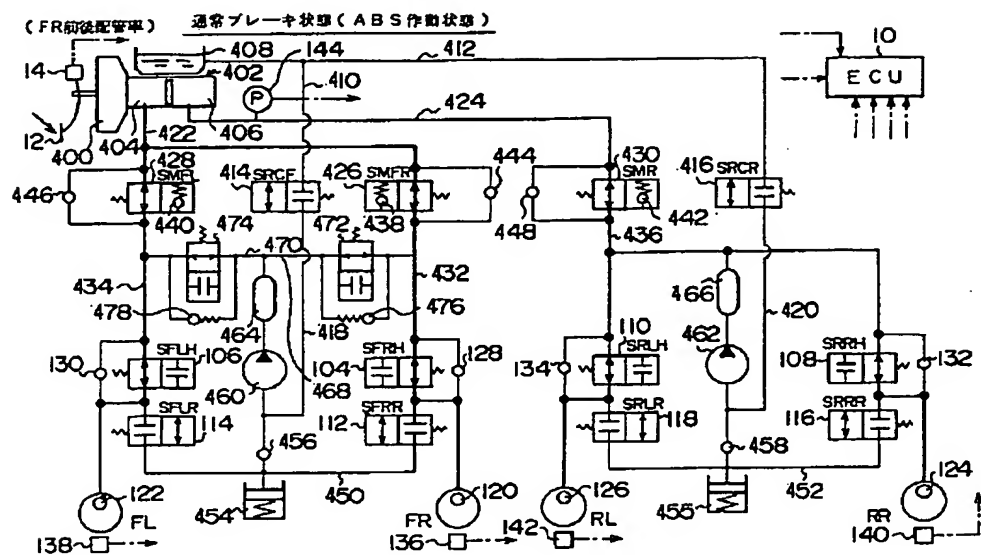 (FR前後配管車)
通常ブレーキ状態(ABS作動状態)
14 408 144 412 10
402 410 ECU
P
12 400 404 422 406 424
428 414 426 444 430 416
SMFL SRCF SMFR SMR SRCR
446 440 474 472 438 448 442
470 436
434 432
478 464 418 476 466 420
130 SFLH 106 460 468 104 SFRH 128 134 110 SRLH 462 108 SRRH 132
SFLR 114 456 112 SFRR SRLR 118 458 116 SRRR
450 452
122 FL 454 120 FR 126 RL 455 124 RR
138 136 142 140